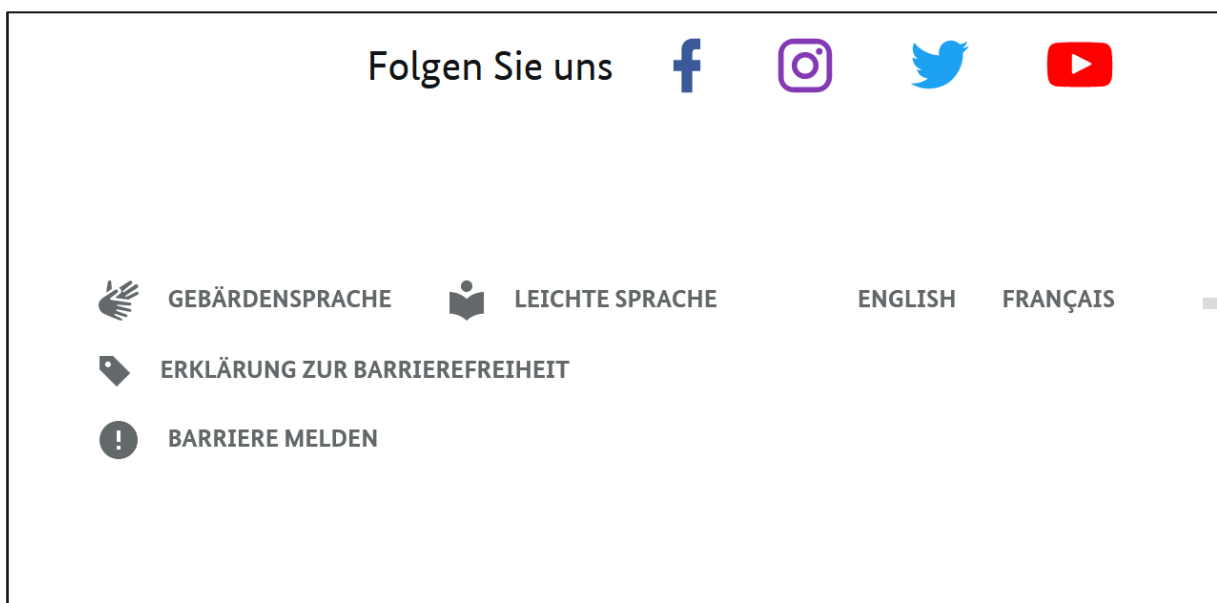 Folgen Sie uns
GEBÄRDENSPRACHE LEICHTE SPRACHE ENGLISH FRANÇAIS
ERKLÄRUNG ZUR BARRIEREFREIHEIT
BARRIERE MELDEN